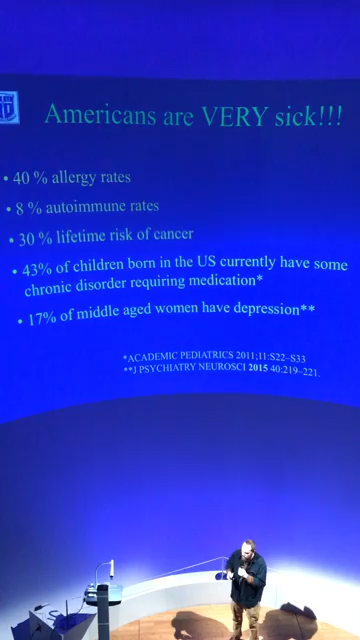 Americans are VERY sick!!!
• 40 % allergy rates
• 8 % autoimmune rates
• 30 % lifetime risk of cancer
• 43% of children born in the US currently have some
chronic disorder requiring medication*
• 17% of middle aged women have depression**
*ACADEMIC PEDIATRICS 2011;11:S22–S33
**J PSYCHIATRY NEUROSCI 2015 40:219–221.